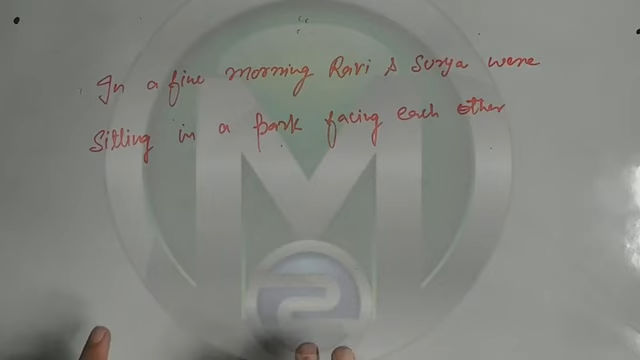 In a fine morning Ravi & Surya were
Sitting in a park facing each other